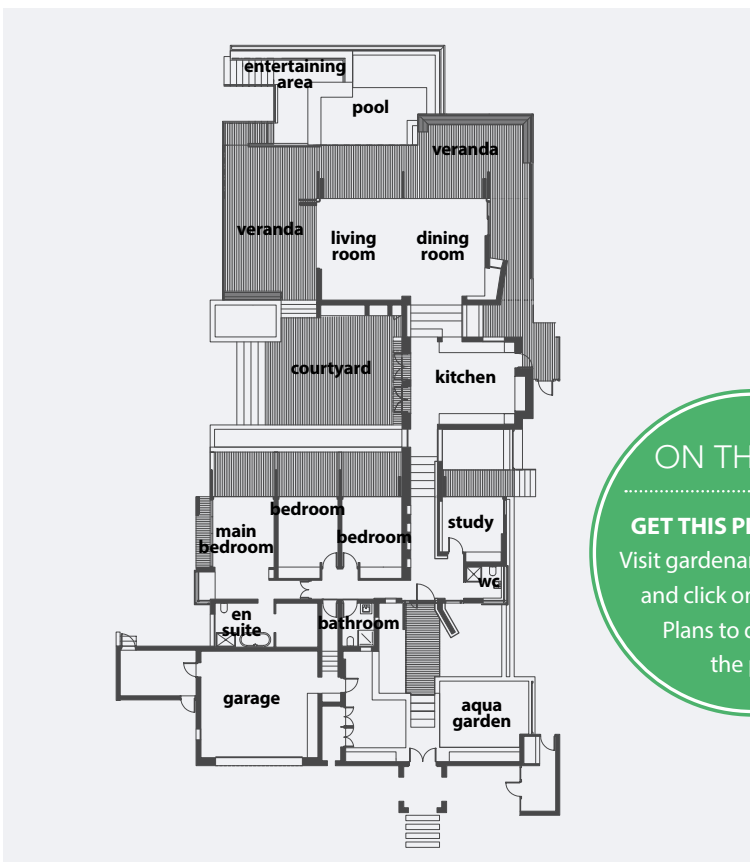 entertaining
area
pool
veranda
veranda
living
room
dining
room
courtyard
kitchen
bedroom
main
bedroom
bedroom
study
wc
en
suite
bathroom
garage
aqua
garden
ON TH
GET THIS
Visit
and click
Plans to
the